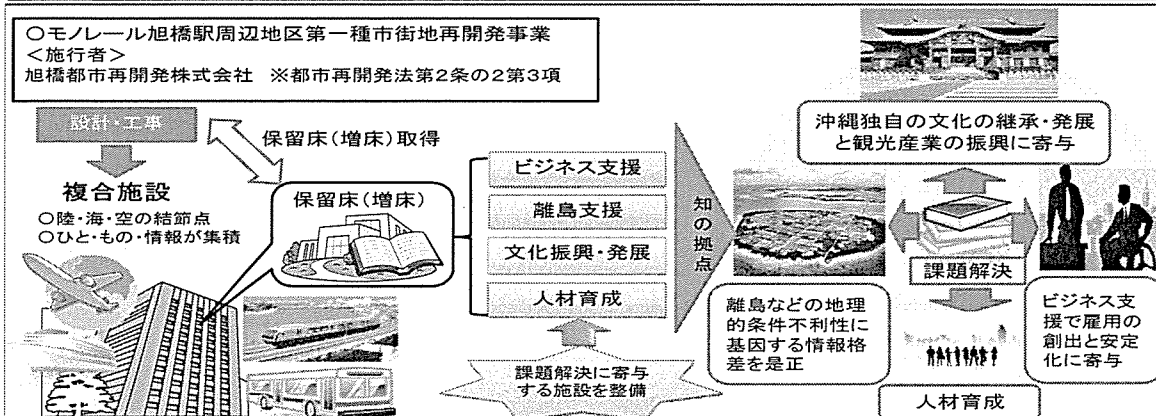 ○モノレール旭橋駅周辺地区第一種市街地再開発事業
<施行者>
旭橋都市再開発株式会社 ※都市再開発法第2条の2第3項
設計・工事
保留床(増床)取得
複合施設
○陸・海・空の結節点
○ひと・もの・情報が集積
保留床(増床)
ビジネス支援
離島支援
文化振興・発展
人材育成
課題解決に寄与
する施設を整備
知の拠点
沖縄独自の文化の継承・発展
と観光産業の振興に寄与
課題解決
離島などの地理
的条件不利性に
基因する情報格
差を是正
ビジネス支
援で雇用の
創出と安定
化に寄与
人材育成